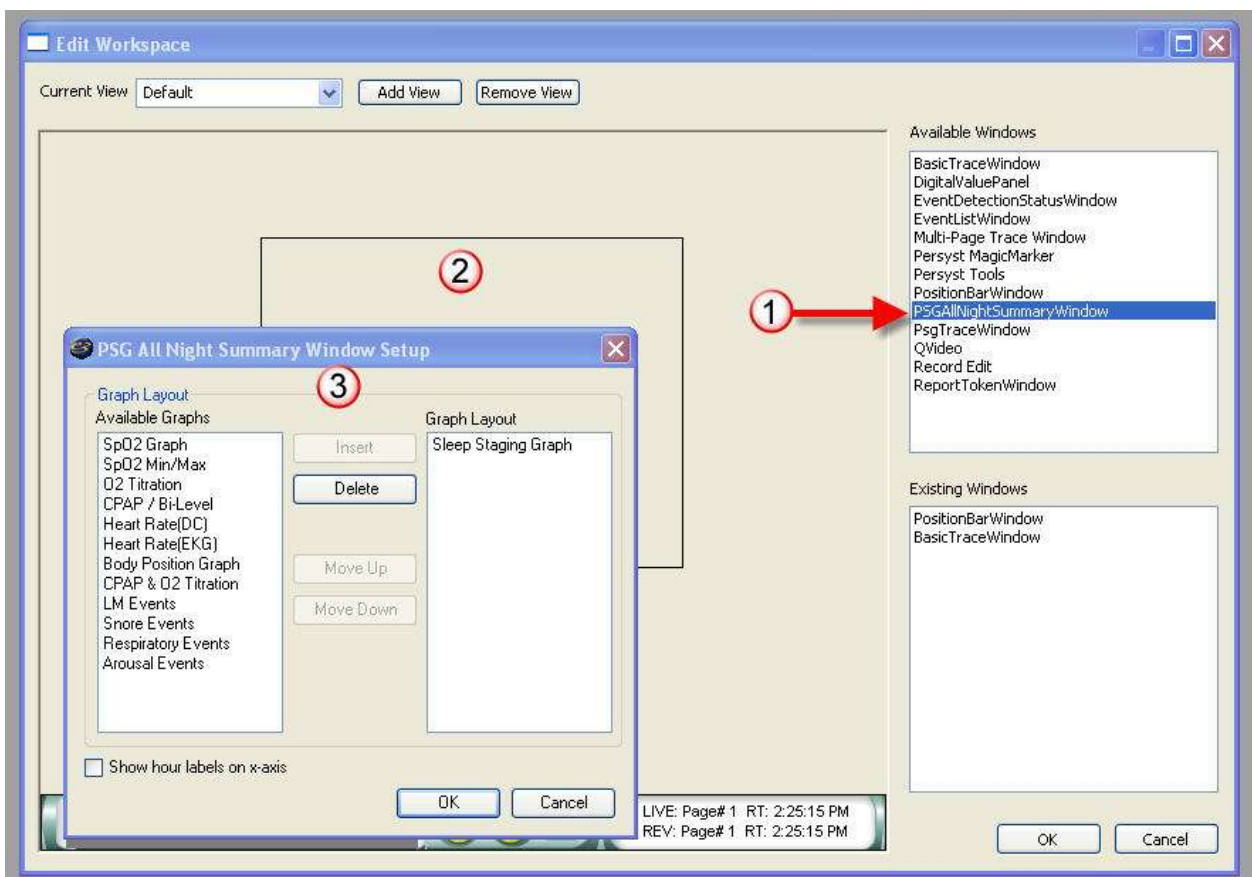 Edit Workspace
Current View Default Add View Remove View
Available Windows
BasicTraceWindow
DigitalValuePanel
EventDetectionStatusWindow
EventListWindow
Multi-Page Trace Window
Persyst MagicMarker
Persyst Tools
PositionBarWindow
PSGAllNightSummaryWindow
PsgTraceWindow
QVideo
Record Edit
ReportTokenWindow
1
2
PSG All Night Summary Window Setup
3
Graph Layout
Available Graphs
SpO2 Graph
SpO2 Min/Max
O2 Titration
CPAP / Bi-Level
Heart Rate(DC)
Heart Rate(EKG)
Body Position Graph
CPAP & O2 Titration
LM Events
Snore Events
Respiratory Events
Arousal Events
Insert
Delete
Move Up
Move Down
Graph Layout
Sleep Staging Graph
Show hour labels on x-axis
OK Cancel
Existing Windows
PositionBarWindow
BasicTraceWindow
LIVE: Page# 1 RT: 2:25:15 PM
REV: Page# 1 RT: 2:25:15 PM
OK Cancel